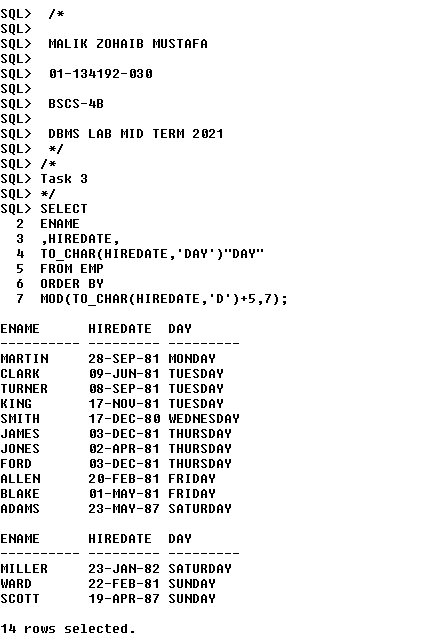 SQL>  /*
SQL>
SQL>  MALIK ZOHAIB MUSTAFA
SQL>
SQL>  01-134192-030
SQL>
SQL>  BSCS-4B
SQL>
SQL>  DBMS LAB MID TERM 2021
SQL>  */
SQL> /*
SQL> Task 3
SQL> */
SQL> SELECT
  2  ENAME
  3  ,HIREDATE,
  4  TO_CHAR(HIREDATE,'DAY')"DAY"
  5  FROM EMP
  6  ORDER BY
  7  MOD(TO_CHAR(HIREDATE,'D')+5,7);
ENAME      HIREDATE  DAY
---------- --------- ---------
MARTIN     28-SEP-81 MONDAY
CLARK      09-JUN-81 TUESDAY
TURNER     08-SEP-81 TUESDAY
KING       17-NOV-81 TUESDAY
SMITH      17-DEC-80 WEDNESDAY
JAMES      03-DEC-81 THURSDAY
JONES      02-APR-81 THURSDAY
FORD       03-DEC-81 THURSDAY
ALLEN      20-FEB-81 FRIDAY
BLAKE      01-MAY-81 FRIDAY
ADAMS      23-MAY-87 SATURDAY
ENAME      HIREDATE  DAY
---------- --------- ---------
MILLER     23-JAN-82 SATURDAY
WARD       22-FEB-81 SUNDAY
SCOTT      19-APR-87 SUNDAY
14 rows selected.